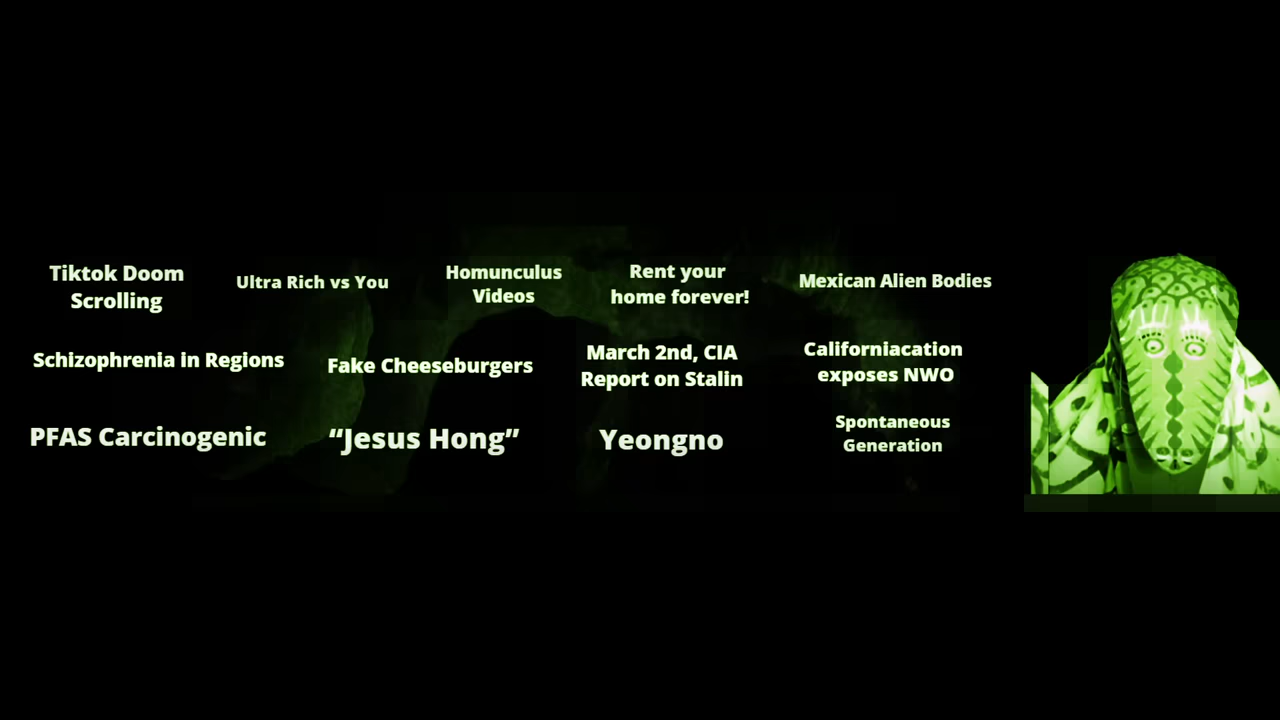 Tiktok Doom
Scrolling
Ultra Rich vs You
Homunculus
Videos
Rent your
home forever!
Mexican Alien Bodies
Schizophrenia in Regions
Fake Cheeseburgers
March 2nd, CIA
Report on Stalin
Californiacation
exposes NWO
PFAS Carcinogenic
“Jesus Hong”
Yeongno
Spontaneous
Generation